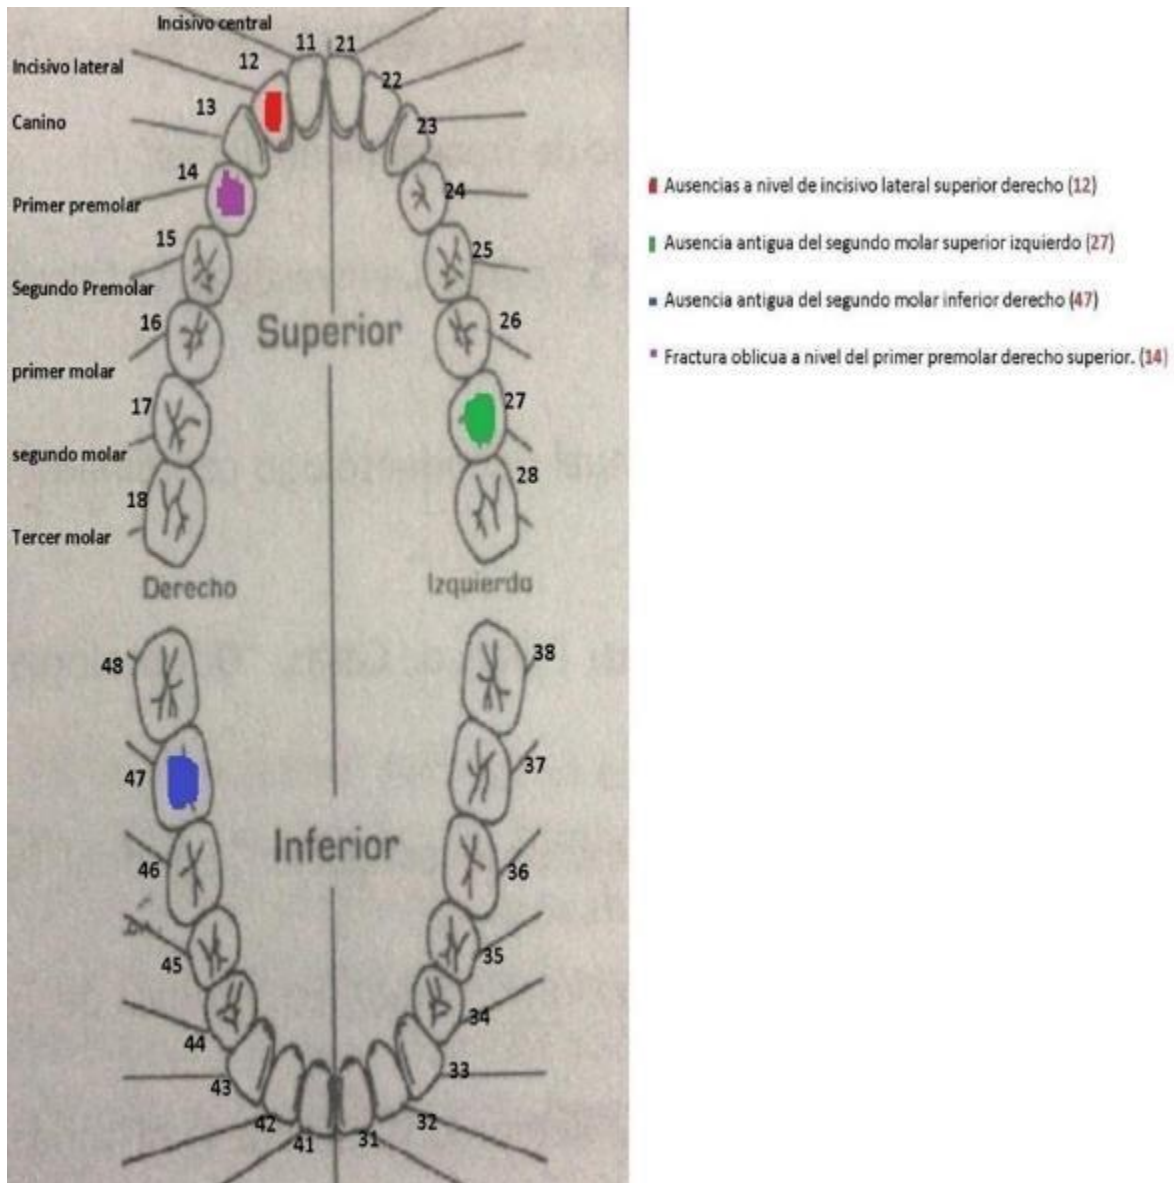 Incisivo central
11 21
12
Incisivo lateral
22
13
Canino
23
14
Primer premolar
24
15
25
Segundo Premolar
16
26
primer molar
17
27
segundo molar
18
28
Tercer molar
Superior
Derecho
Izquierdo
48
38
47
37
Inferior
46
36
45
35
44
34
43
33
42
32
41
31
Ausencias a nivel de incisivo lateral superior derecho (12)
Ausencia antigua del segundo molar superior izquierdo (27)
Ausencia antigua del segundo molar inferior derecho (47)
Fractura oblicua a nivel del primer premolar derecho superior. (14)